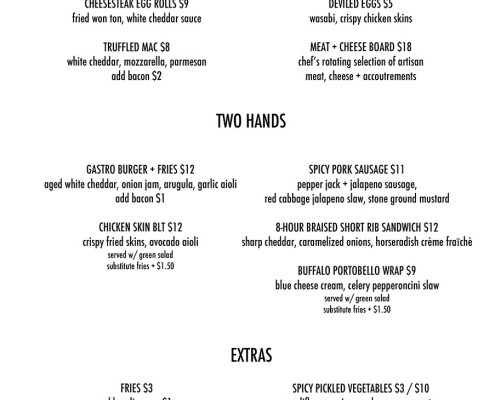 CHEESESTEAK EGG ROLLS $9
fried won ton, white cheddar sauce
TRUFFLED MAC $8
white cheddar, mozzarella, parmesan
add bacon $2
DEVILED EGGS $5
wasabi, crispy chicken skins
MEAT + CHEESE BOARD $18
chef's rotating selection of artisan
meat, cheese + accoutrements
TWO HANDS
GASTRO BURGER + FRIES $12
aged white cheddar, onion jam, arugula, garlic aioli
add bacon $1
CHICKEN SKIN BLT $12
crispy fried skins, avocado aioli
served w/ green salad
substitute fries + $1.50
SPICY PORK SAUSAGE $11
pepper jack + jalapeno sausage,
red cabbage jalapeno slaw, stone ground mustard
8-HOUR BRAISED SHORT RIB SANDWICH $12
sharp cheddar, caramelized onions, horseradish crème fraîchè
BUFFALO PORTOBELLO WRAP $9
blue cheese cream, celery pepperoncini slaw
served w/ green salad
substitute fries + $1.50
EXTRAS
FRIES $3
SPICY PICKLED VEGETABLES $3 / $10